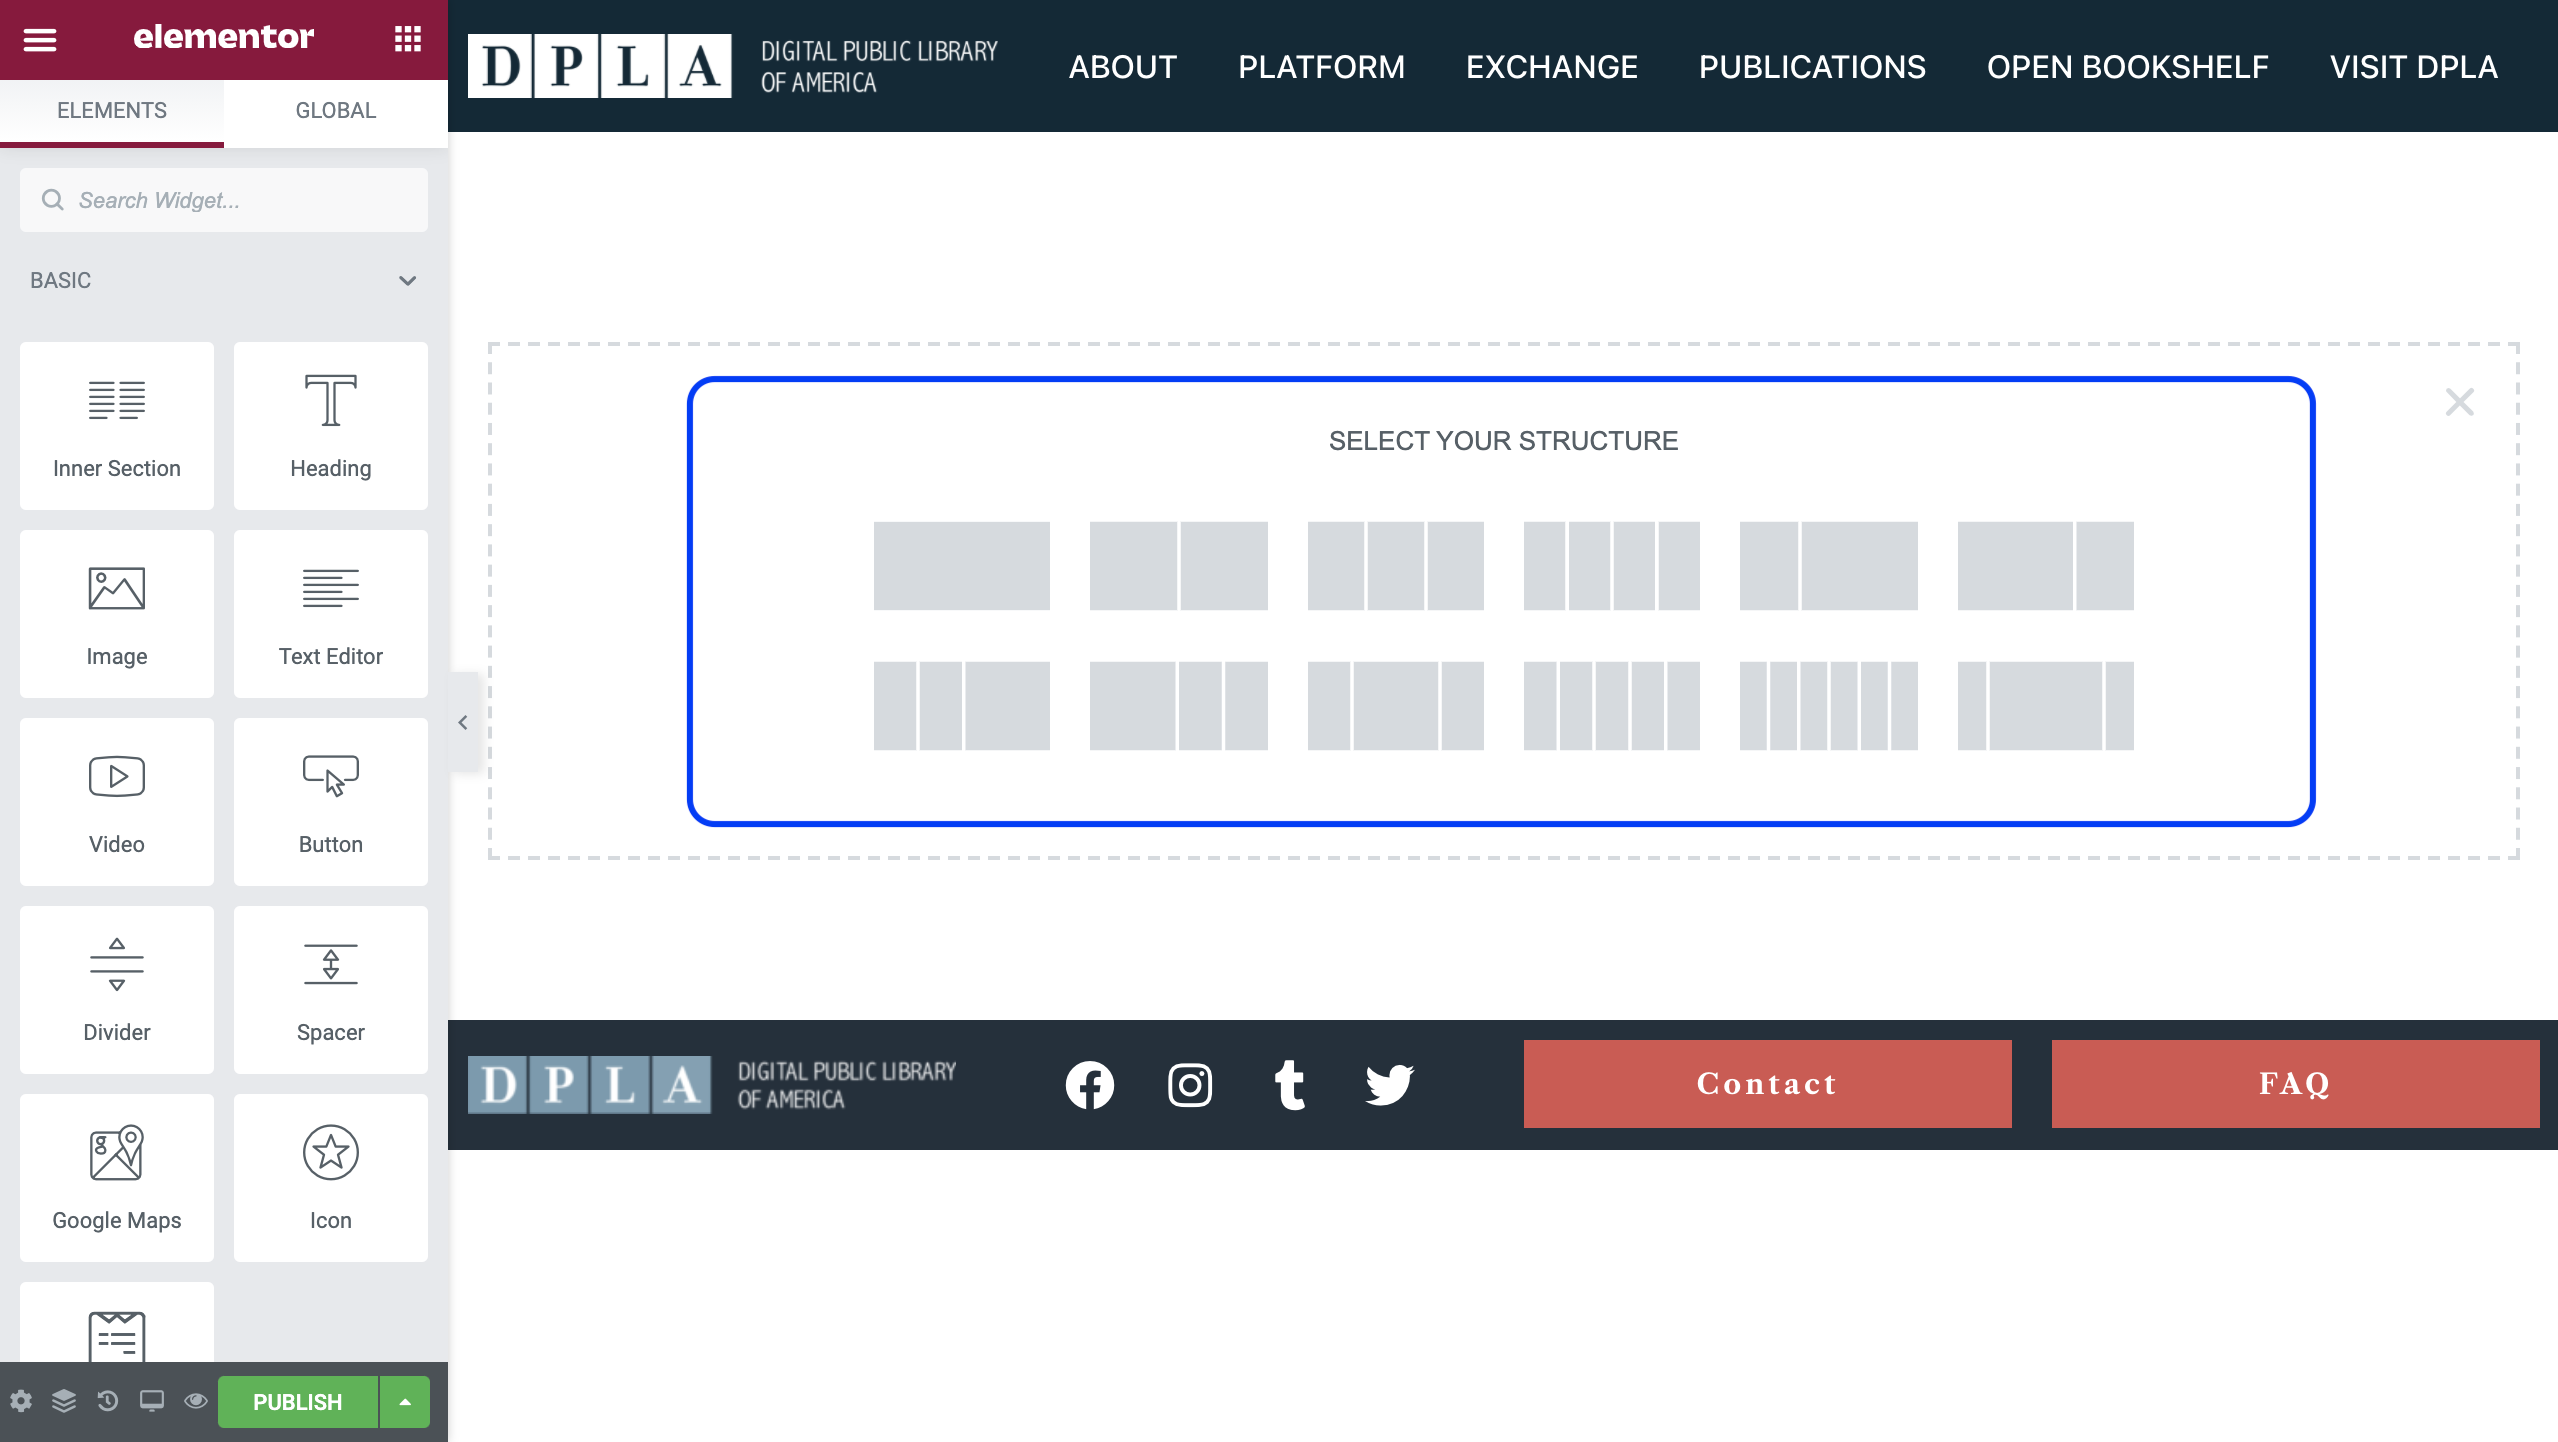 elementor
ELEMENTS
GLOBAL
Search Widget...
BASIC
Inner Section
Heading
Image
Text Editor
Video
Button
Divider
Spacer
Google Maps
Icon
PUBLISH
DPLA
DIGITAL PUBLIC LIBRARY
OF AMERICA
ABOUT
PLATFORM
EXCHANGE
PUBLICATIONS
OPEN BOOKSHELF
VISIT DPLA
SELECT YOUR STRUCTURE
DPLA
DIGITAL PUBLIC LIBRARY
OF AMERICA
Contact
FAQ